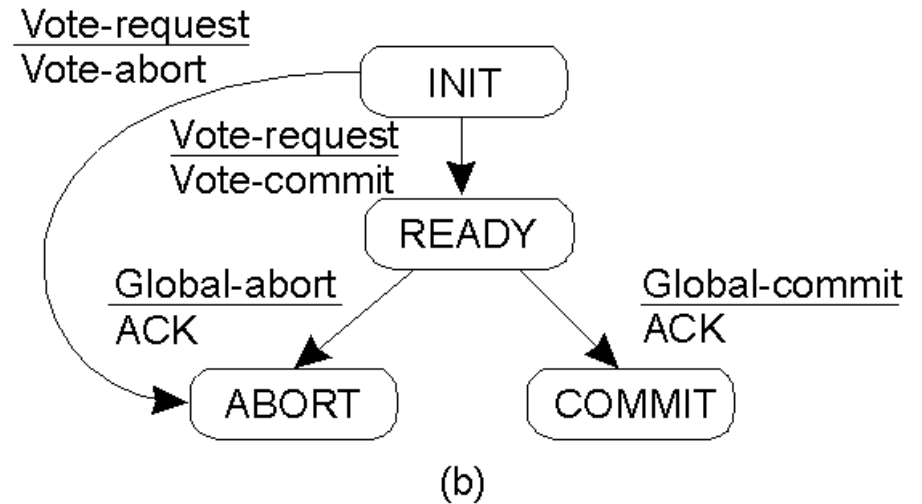 Vote-request
Vote-abort
INIT
Vote-request
Vote-commit
READY
Global-abort
ACK
Global-commit
ACK
ABORT
COMMIT
(b)